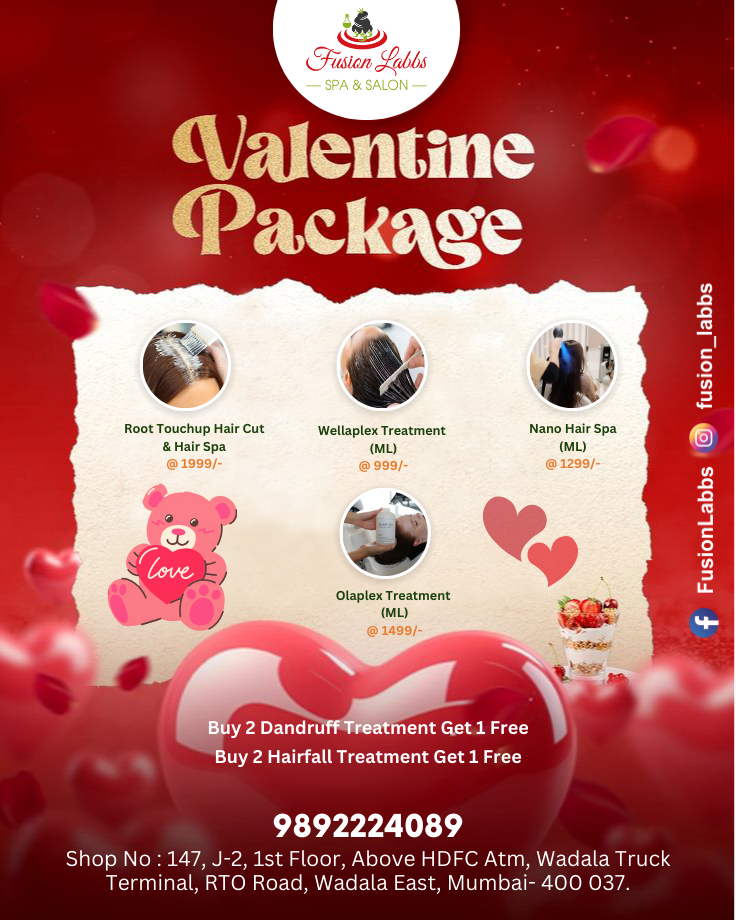 Fusion Labbs
SPA & SALON
Valentine
Package
Root Touchup Hair Cut
& Hair Spa
@ 1999/-
Wellaplex Treatment
(ML)
@ 999/-
Nano Hair Spa
(ML)
@ 1299/-
love
Olaplex Treatment
(ML)
@ 1499/-
fusion_labbs
FusionLabbs
Buy 2 Dandruff Treatment Get 1 Free
Buy 2 Hairfall Treatment Get 1 Free
9892224089
Shop No : 147, J-2, 1st Floor, Above HDFC Atm, Wadala Truck
Terminal, RTO Road, Wadala East, Mumbai- 400 037.